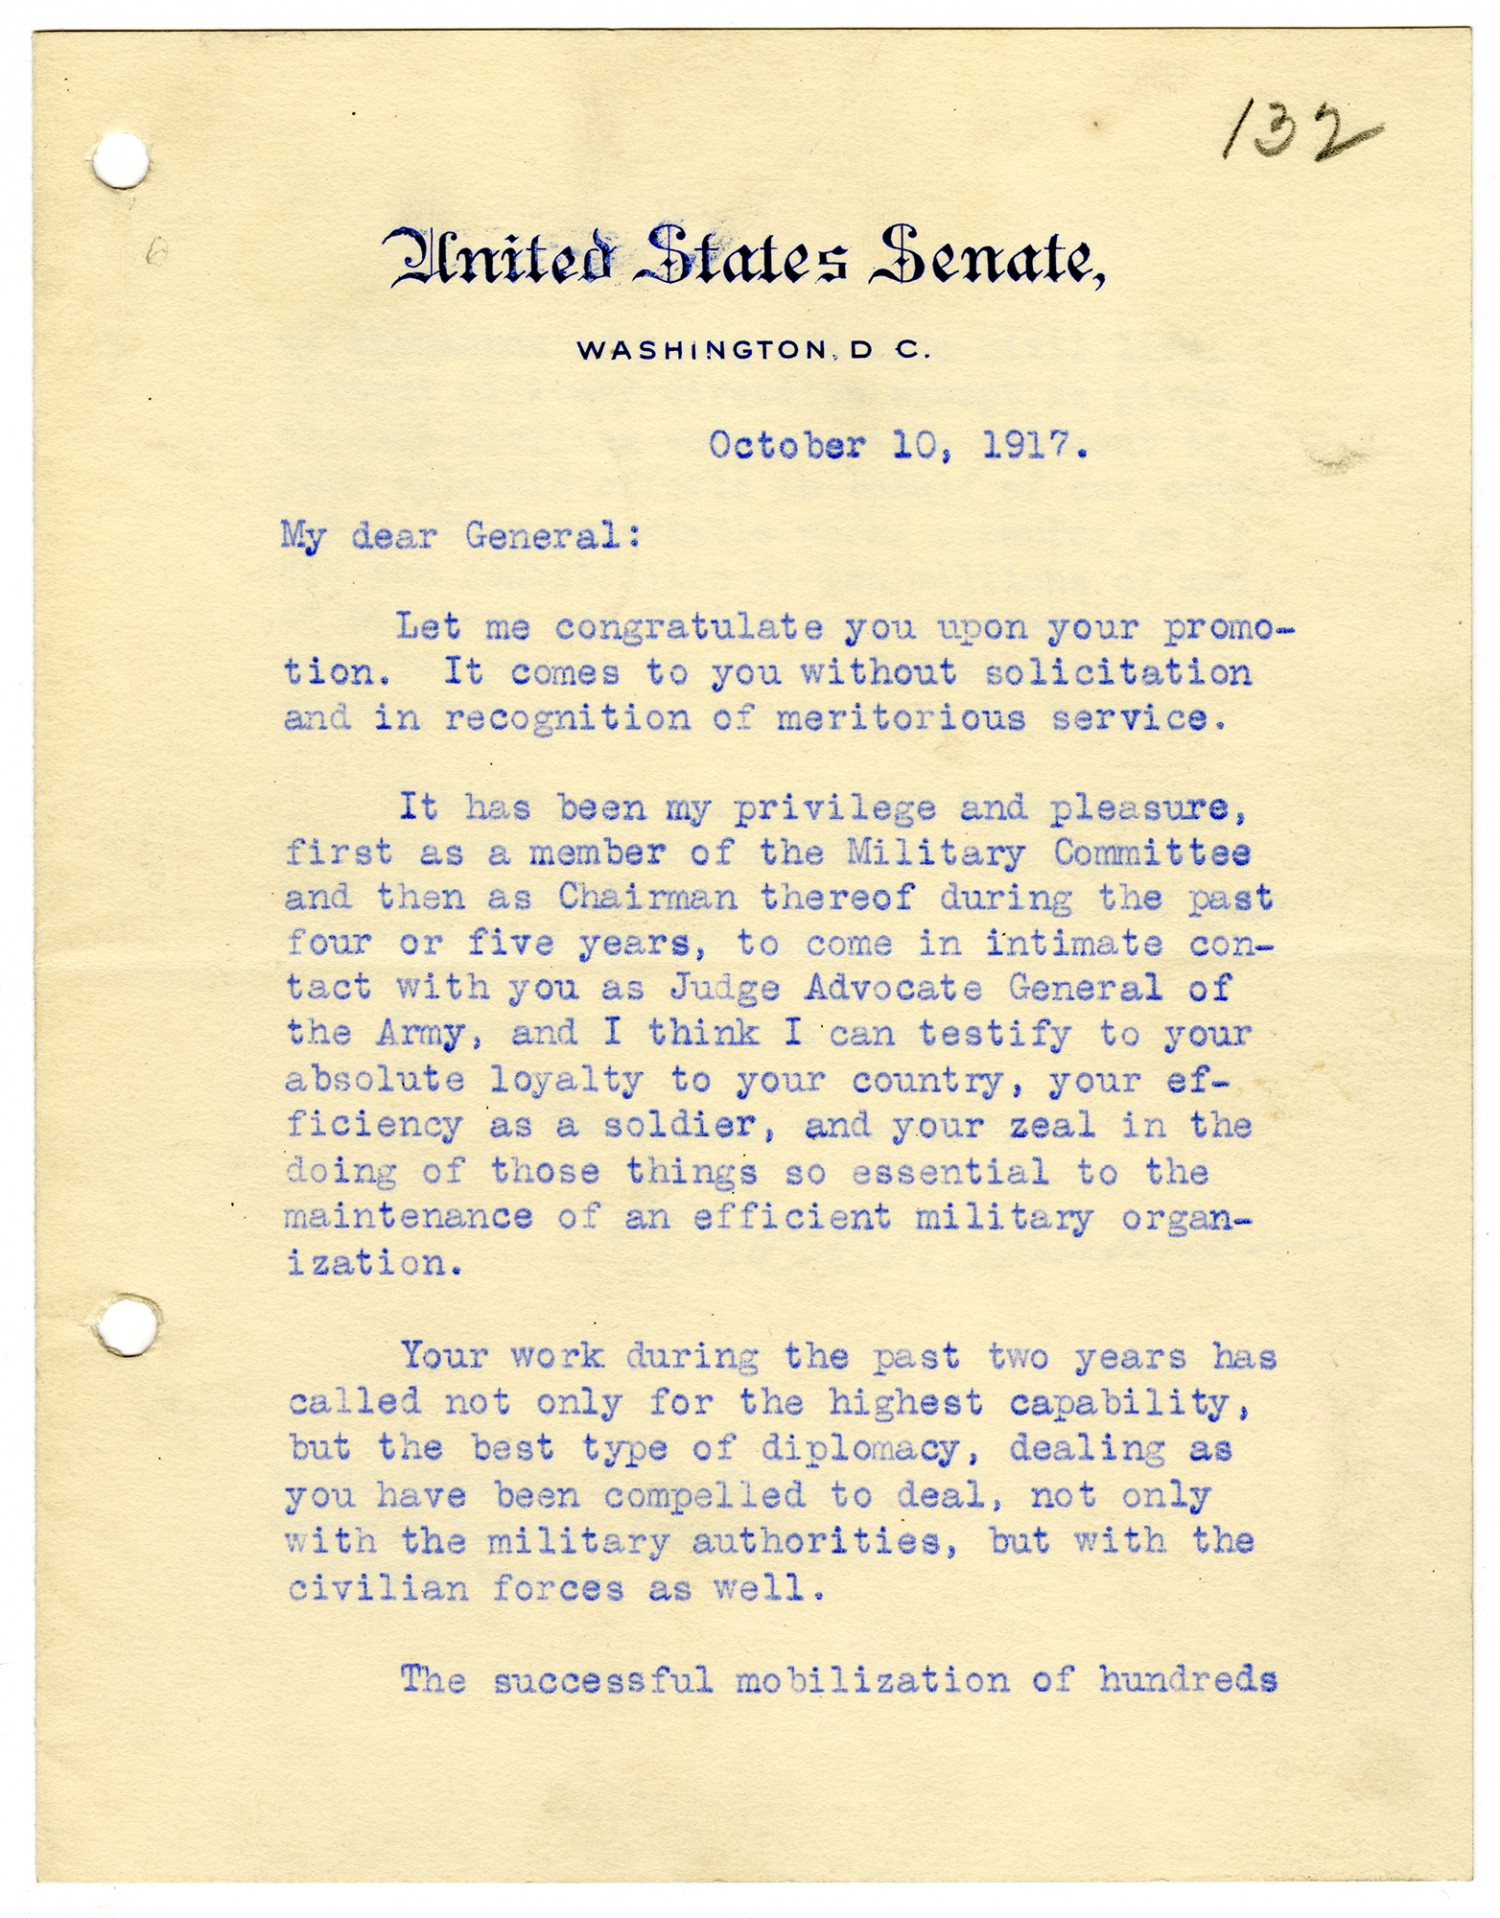 132
United States Senate,
WASHINGTON, D C.
October 10, 1917.
My dear General:
Let me congratulate you upon your promo-
tion. It comes to you without solicitation
and in recognition of meritorious service.
It has been my privilege and pleasure,
first as a member of the Military Committee
and then as Chairman thereof during the past
four or five years, to come in intimate con-
tact with you as Judge Advocate General of
the Army, and I think I can testify to your
absolute loyalty to your country, your ef-
ficiency as a soldier, and your zeal in the
doing of those things so essential to the
maintenance of an efficient military organ-
ization.
Your work during the past two years has
called not only for the highest capability,
but the best type of diplomacy, dealing as
you have been compelled to deal, not only
with the military authorities, but with the
civilian forces as well.
The successful mobilization of hundreds